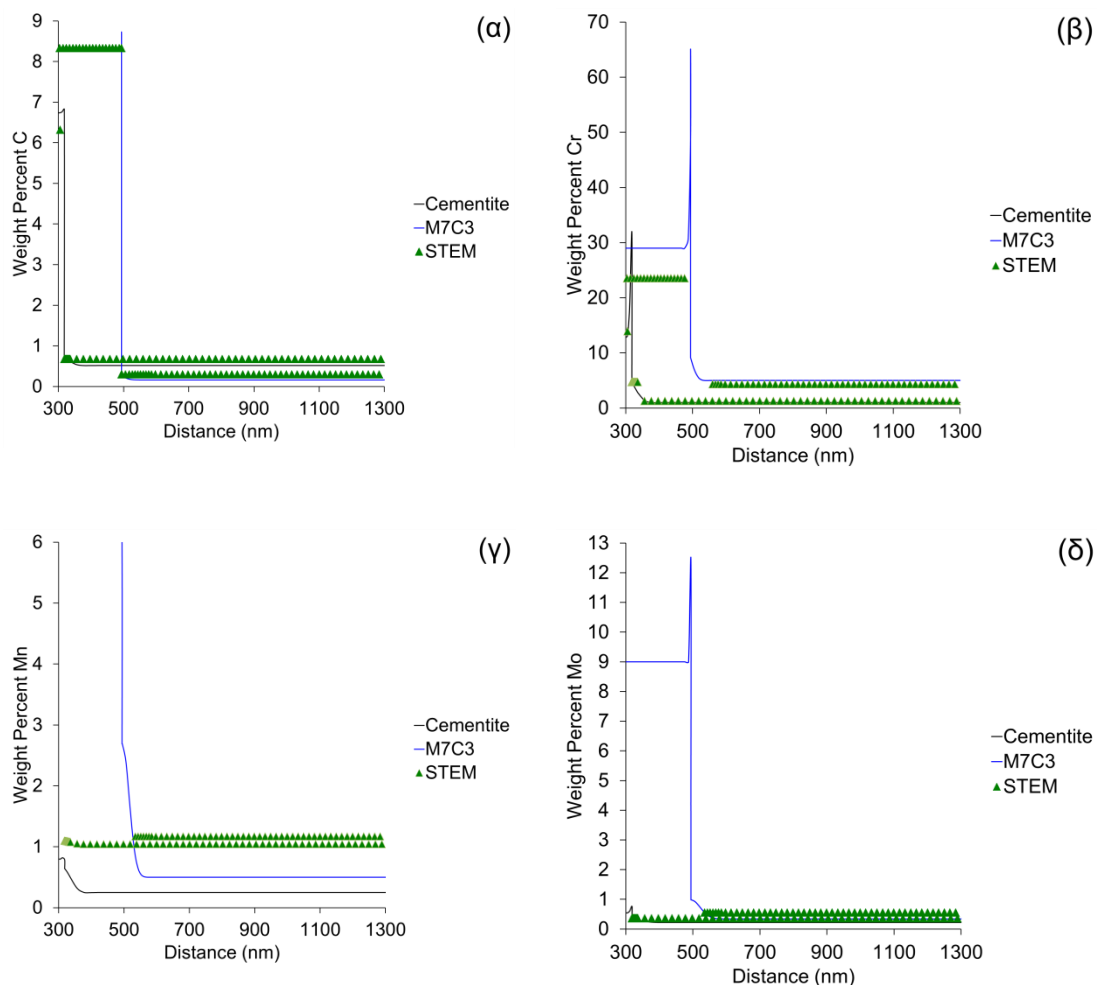 (α)
Weight Percent C
9
8
7
6
5
4
3
2
1
0
300 500 700 900 1100 1300
Distance (nm)
Cementite
M7C3
STEM
(β)
Weight Percent Cr
70
60
50
40
30
20
10
0
300 500 700 900 1100 1300
Distance (nm)
Cementite
M7C3
STEM
(γ)
Weight Percent Mn
6
5
4
3
2
1
0
300 500 700 900 1100 1300
Distance (nm)
Cementite
M7C3
STEM
(δ)
Weight Percent Mo
13
12
11
10
9
8
7
6
5
4
3
2
1
0
300 500 700 900 1100 1300
Distance (nm)
Cementite
M7C3
STEM